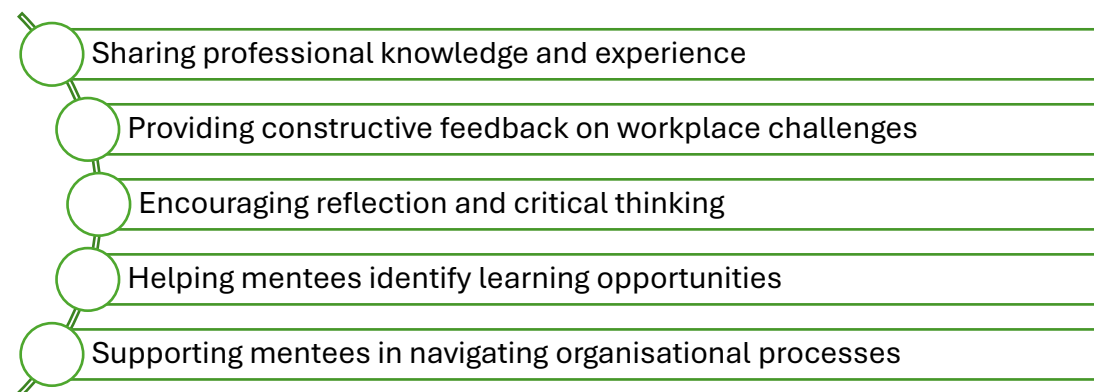 Sharing professional knowledge and experience
Providing constructive feedback on workplace challenges
Encouraging reflection and critical thinking
Helping mentees identify learning opportunities
Supporting mentees in navigating organisational processes